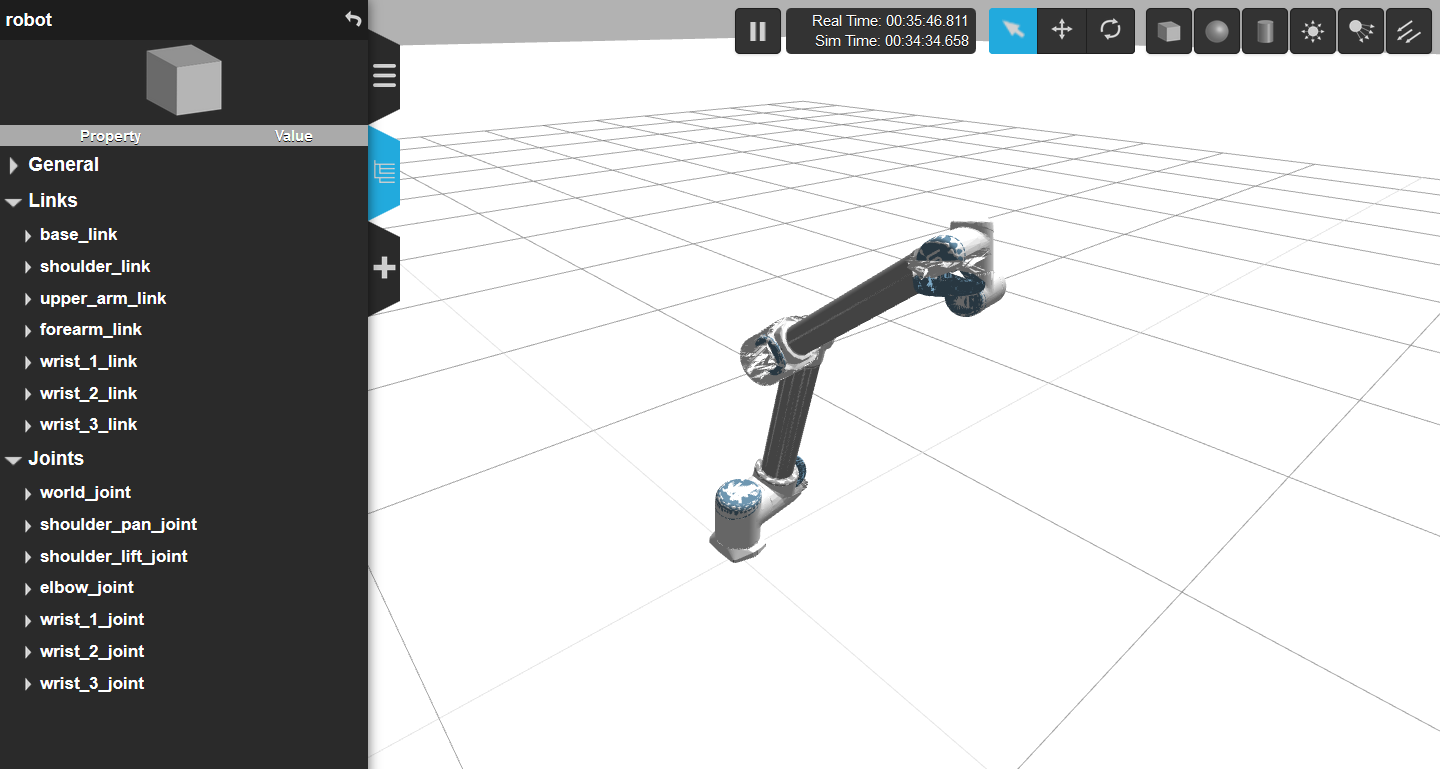 robot
Property Value
General
Links
base_link
shoulder_link
upper_arm_link
forearm_link
wrist_1_link
wrist_2_link
wrist_3_link
Joints
world_joint
shoulder_pan_joint
shoulder_lift_joint
elbow_joint
wrist_1_joint
wrist_2_joint
wrist_3_joint
Real Time: 00:35:46.811
Sim Time: 00:34:34.658